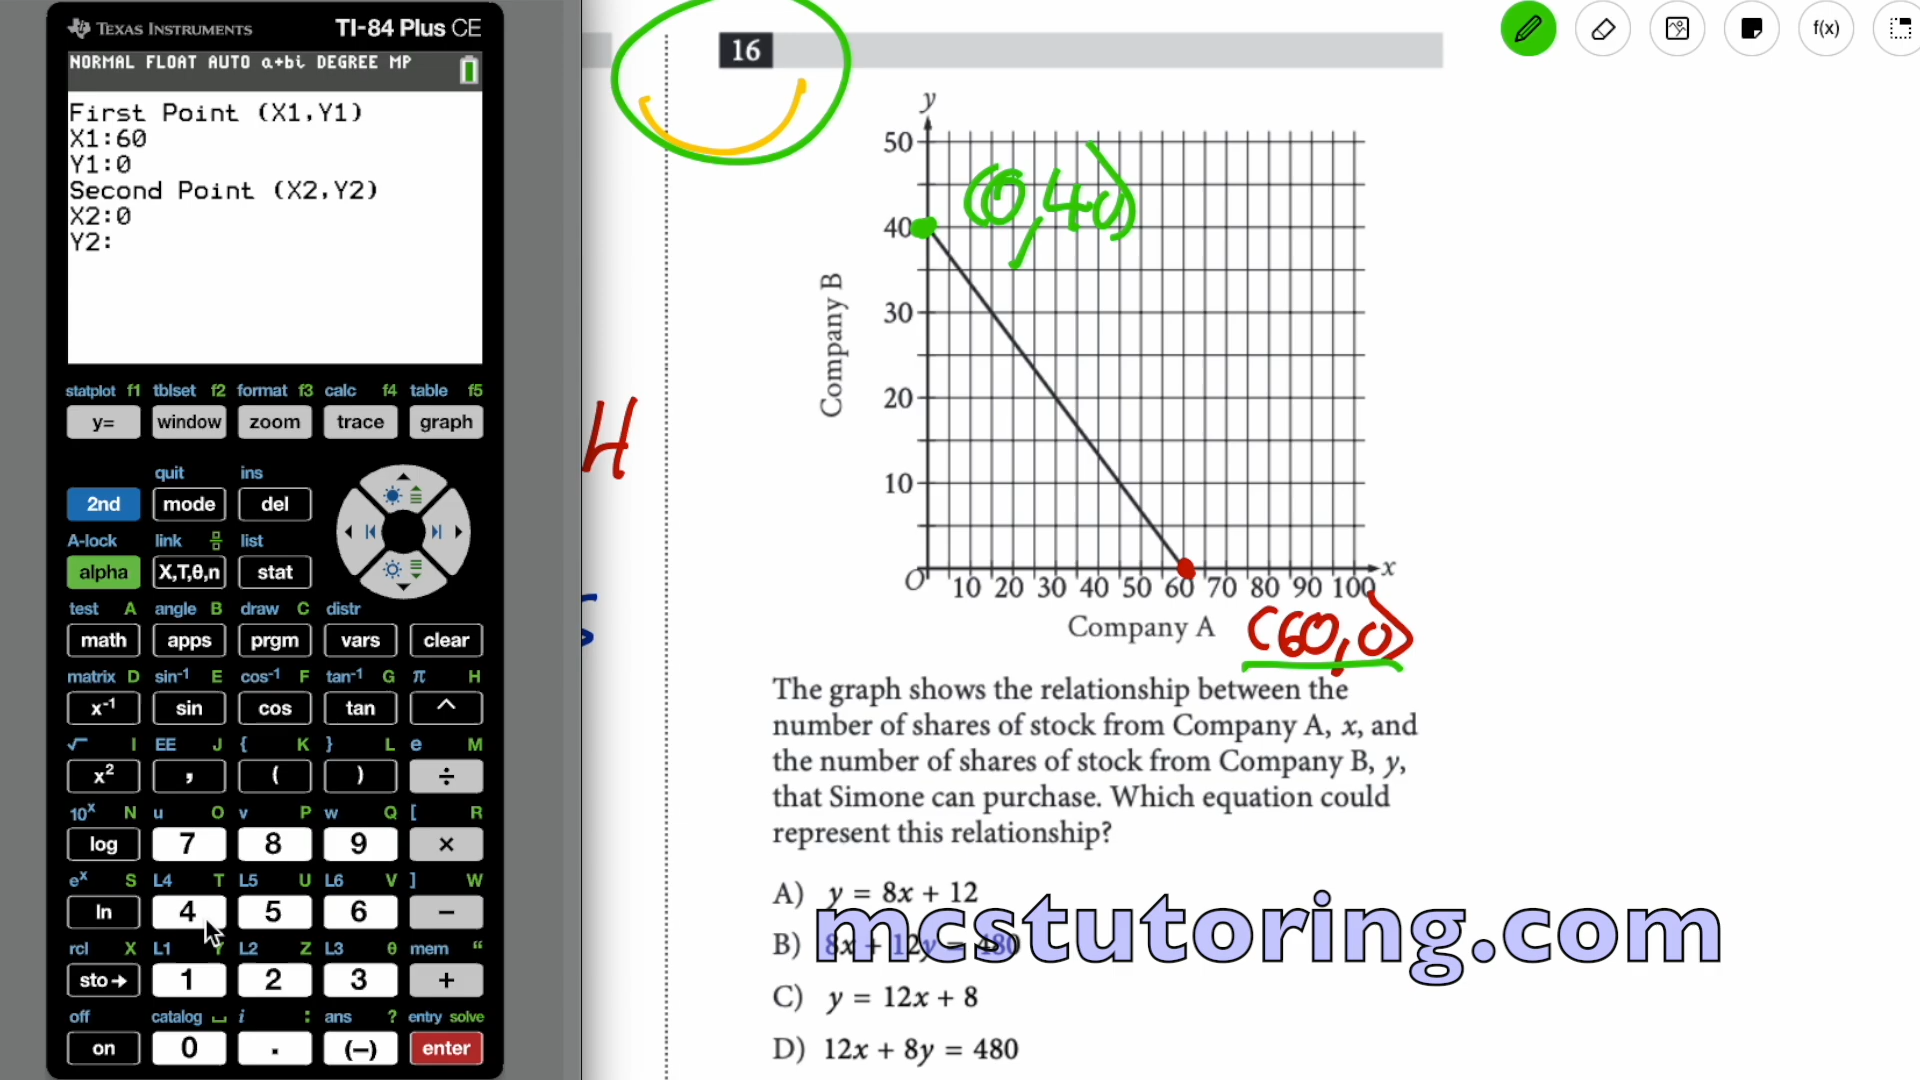 TEXAS INSTRUMENTS TI-84 Plus CE
NORMAL FLOAT AUTO a+bi DEGREE MP
First Point (X1,Y1)
X1:60
Y1:0
Second Point (X2,Y2)
X2:0
Y2:
statplot f1 tblset f2 format f3 calc f4 table f5
y= window zoom trace graph
quit ins
2nd mode del
A-lock link list
alpha X,T,θ,n stat
test A angle B draw C distr
math apps prgm vars clear
matrix D sin⁻¹ E cos⁻¹ F tan⁻¹ G π H
x⁻¹ sin cos tan ^
√ I EE J { K } L e M
x² , ( ) ÷
10ˣ N u O v P w Q [ R
log 7 8 9 ×
eˣ S L4 T L5 U L6 V ] W
ln 4 5 6 −
rcl X L1 Y L2 Z L3 θ mem "
sto→ 1 2 3 +
off catalog i : ans ? entry solve
on 0 . (−) enter
H
16
f(x)
y
50
40
30
20
10
(0,40)
Company B
O 10 20 30 40 50 60 70 80 90 100 x
Company A
(60,0)
The graph shows the relationship between the
number of shares of stock from Company A, x, and
the number of shares of stock from Company B, y,
that Simone can purchase. Which equation could
represent this relationship?
A) y = 8x + 12
B) 8x + 12y = 480
C) y = 12x + 8
D) 12x + 8y = 480
mcstutoring.com